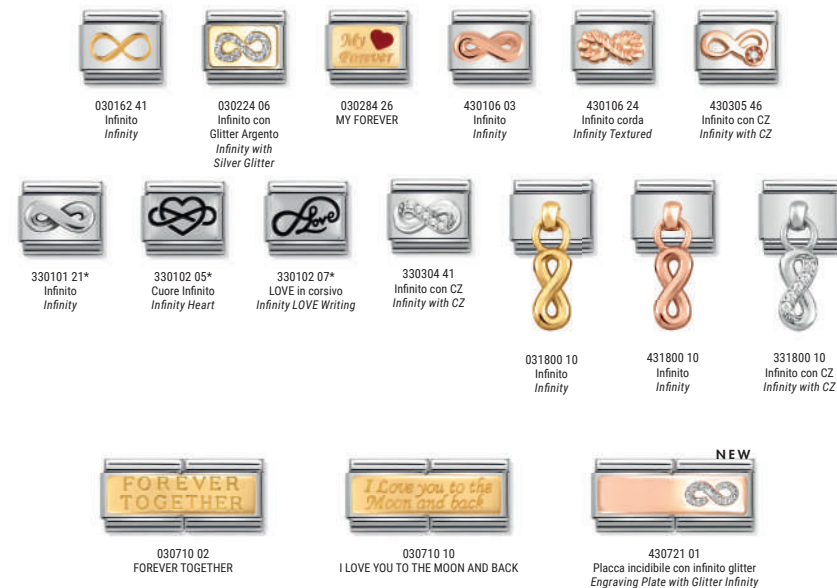 My
Forever
030162 41
Infinito
Infinity
030224 06
Infinito con
Glitter Argento
Infinity with
Silver Glitter
030284 26
MY FOREVER
430106 03
Infinito
Infinity
430106 24
Infinito corda
Infinity Textured
430305 46
Infinito con CZ
Infinity with CZ
Love
330101 21*
Infinito
Infinity
330102 05*
Cuore Infinito
Infinity Heart
330102 07*
LOVE in corsivo
Infinity LOVE Writing
330304 41
Infinito con CZ
Infinity with CZ
031800 10
Infinito
Infinity
431800 10
Infinito
Infinity
331800 10
Infinito con CZ
Infinity with CZ
NEW
FOREVER
TOGETHER
I Love you to the
Moon and back
030710 02
FOREVER TOGETHER
030710 10
I LOVE YOU TO THE MOON AND BACK
430721 01
Placca incidibile con infinito glitter
Engraving Plate with Glitter Infinity